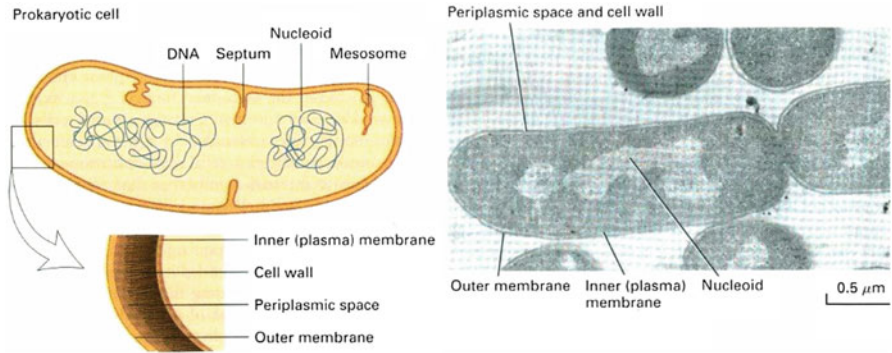 Prokaryotic cell
DNA
Septum
Nucleoid
Mesosome
Inner (plasma) membrane
Cell wall
Periplasmic space
Outer membrane
Periplasmic space and cell wall
Outer membrane
Inner (plasma)
membrane
Nucleoid
0.5 μm